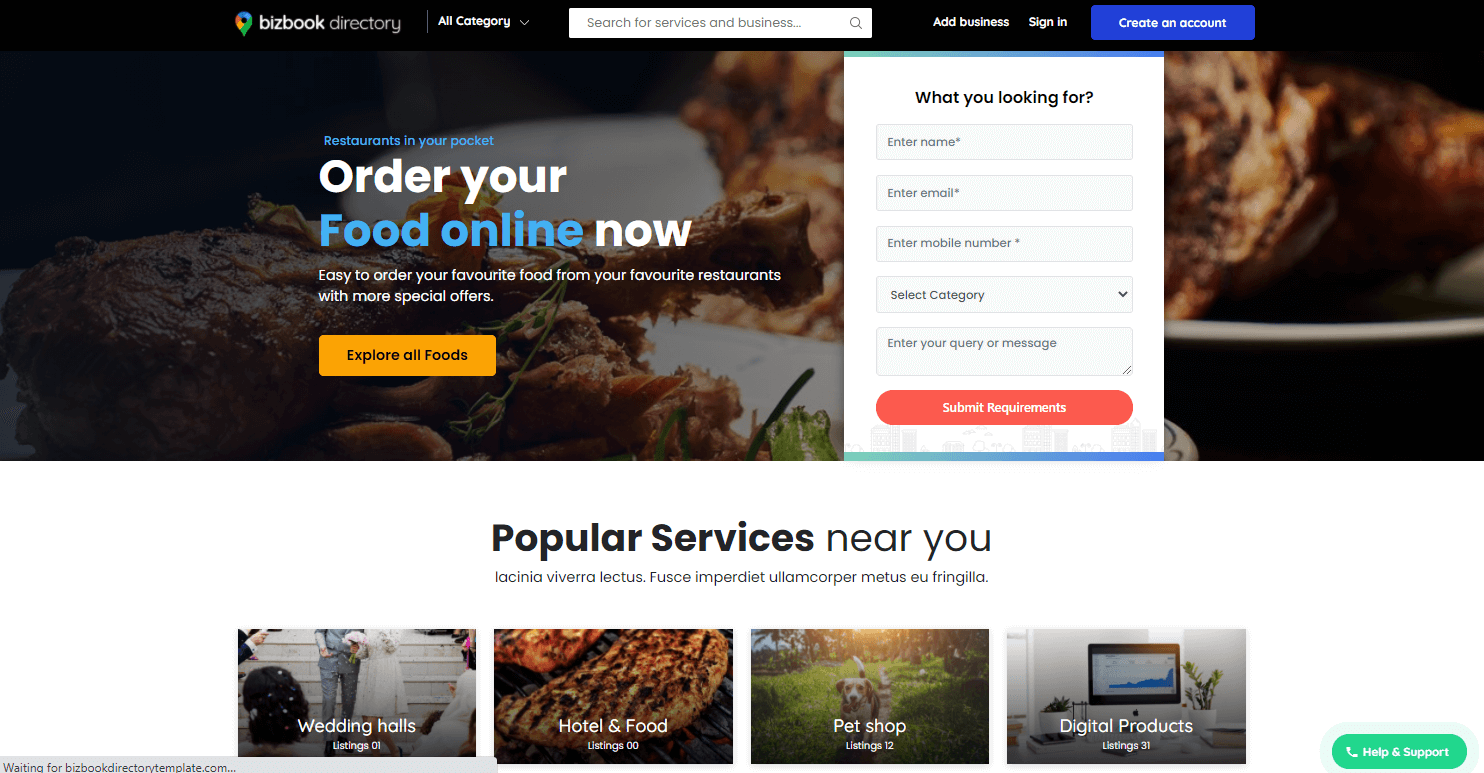 bizbook directory
All Category
Search for services and business...
Add business
Sign in
Create an account
Restaurants in your pocket
Order your
Food online now
Easy to order your favourite food from your favourite restaurants
with more special offers.
Explore all Foods
What you looking for?
Enter name*
Enter email*
Enter mobile number *
Select Category
Enter your query or message
Submit Requirements
Popular Services near you
lacinia viverra lectus. Fusce imperdiet ullamcorper metus eu fringilla.
Wedding halls
Listings 01
Hotel & Food
Listings 00
Pet shop
Listings 12
Digital Products
Listings 31
Help & Support
Waiting for bizbookdirectorytemplate.com...